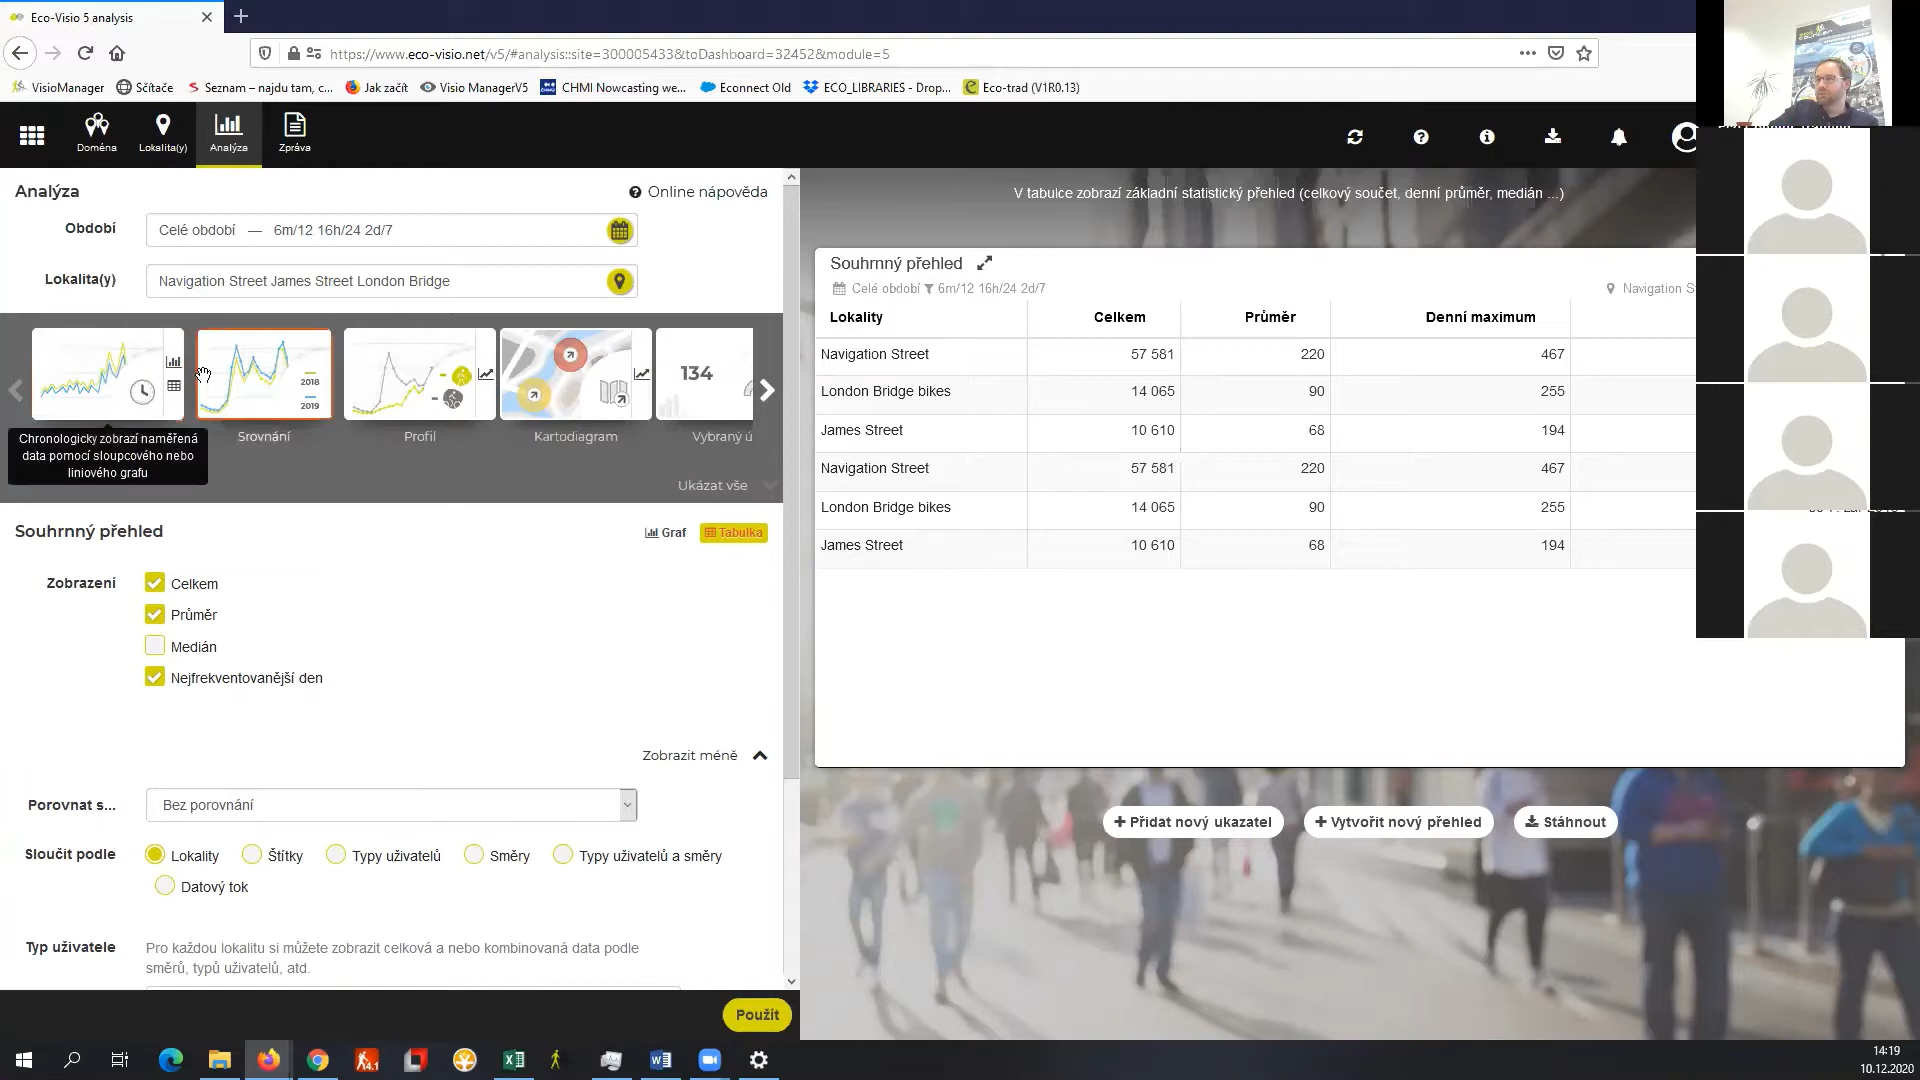 Eco-Visio 5 analysis
https://www.eco-visio.net/v5/#analysis::site=300005433&toDashboard=32452&module=5
VisioManager
Sčítače
Seznam – najdu tam, c...
Jak začít
Visio ManagerV5
CHMI Nowcasting we...
Econnect Old
ECO_LIBRARIES - Drop...
Eco-trad (V1R0.13)
Doména
Lokalita(y)
Analýza
Zpráva
Analýza
Online nápověda
Období
Celé období — 6m/12 16h/24 2d/7
Lokalita(y)
Navigation Street James Street London Bridge
2018
2019
134
Chronologicky zobrazí naměřená
data pomocí sloupcového nebo
liniového grafu
Srovnání
Profil
Kartodiagram
Vybraný ú
Ukázat vše
Souhrnný přehled
Graf
Tabulka
Zobrazení
Celkem
Průměr
Medián
Nejfrekventovanější den
Zobrazit méně
Porovnat s...
Bez porovnání
Sloučit podle
Lokality
Štítky
Typy uživatelů
Směry
Typy uživatelů a směry
Datový tok
Typ uživatele
Pro každou lokalitu si můžete zobrazit celková a nebo kombinovaná data podle
směrů, typů uživatelů, atd.
Použít
V tabulce zobrazí základní statistický přehled (celkový součet, denní průměr, medián ...)
Souhrnný přehled
Celé období 6m/12 16h/24 2d/7
Navigation S
Lokality Celkem Průměr Denní maximum
Navigation Street 57 581 220 467
London Bridge bikes 14 065 90 255
James Street 10 610 68 194
Navigation Street 57 581 220 467
London Bridge bikes 14 065 90 255
James Street 10 610 68 194
+ Přidat nový ukazatel
+ Vytvořit nový přehled
Stáhnout
4.1
14:19
10.12.2020